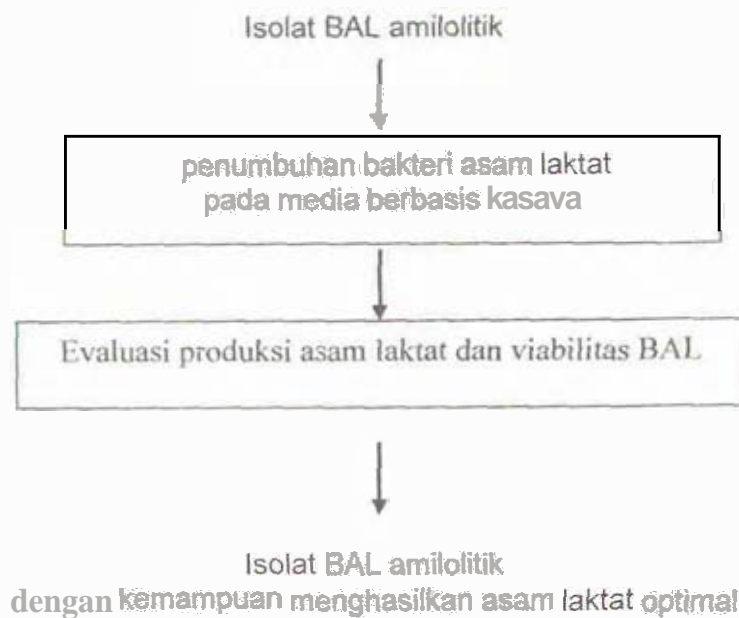 Isolat BAL amilolitik
penumbuhan bakteri asam laktat
pada media berbasis kasava
Evaluasi produksi asam laktat dan viabilitas BAL
Isolat BAL amilolitik
dengan kemampuan menghasilkan asam laktat optimal